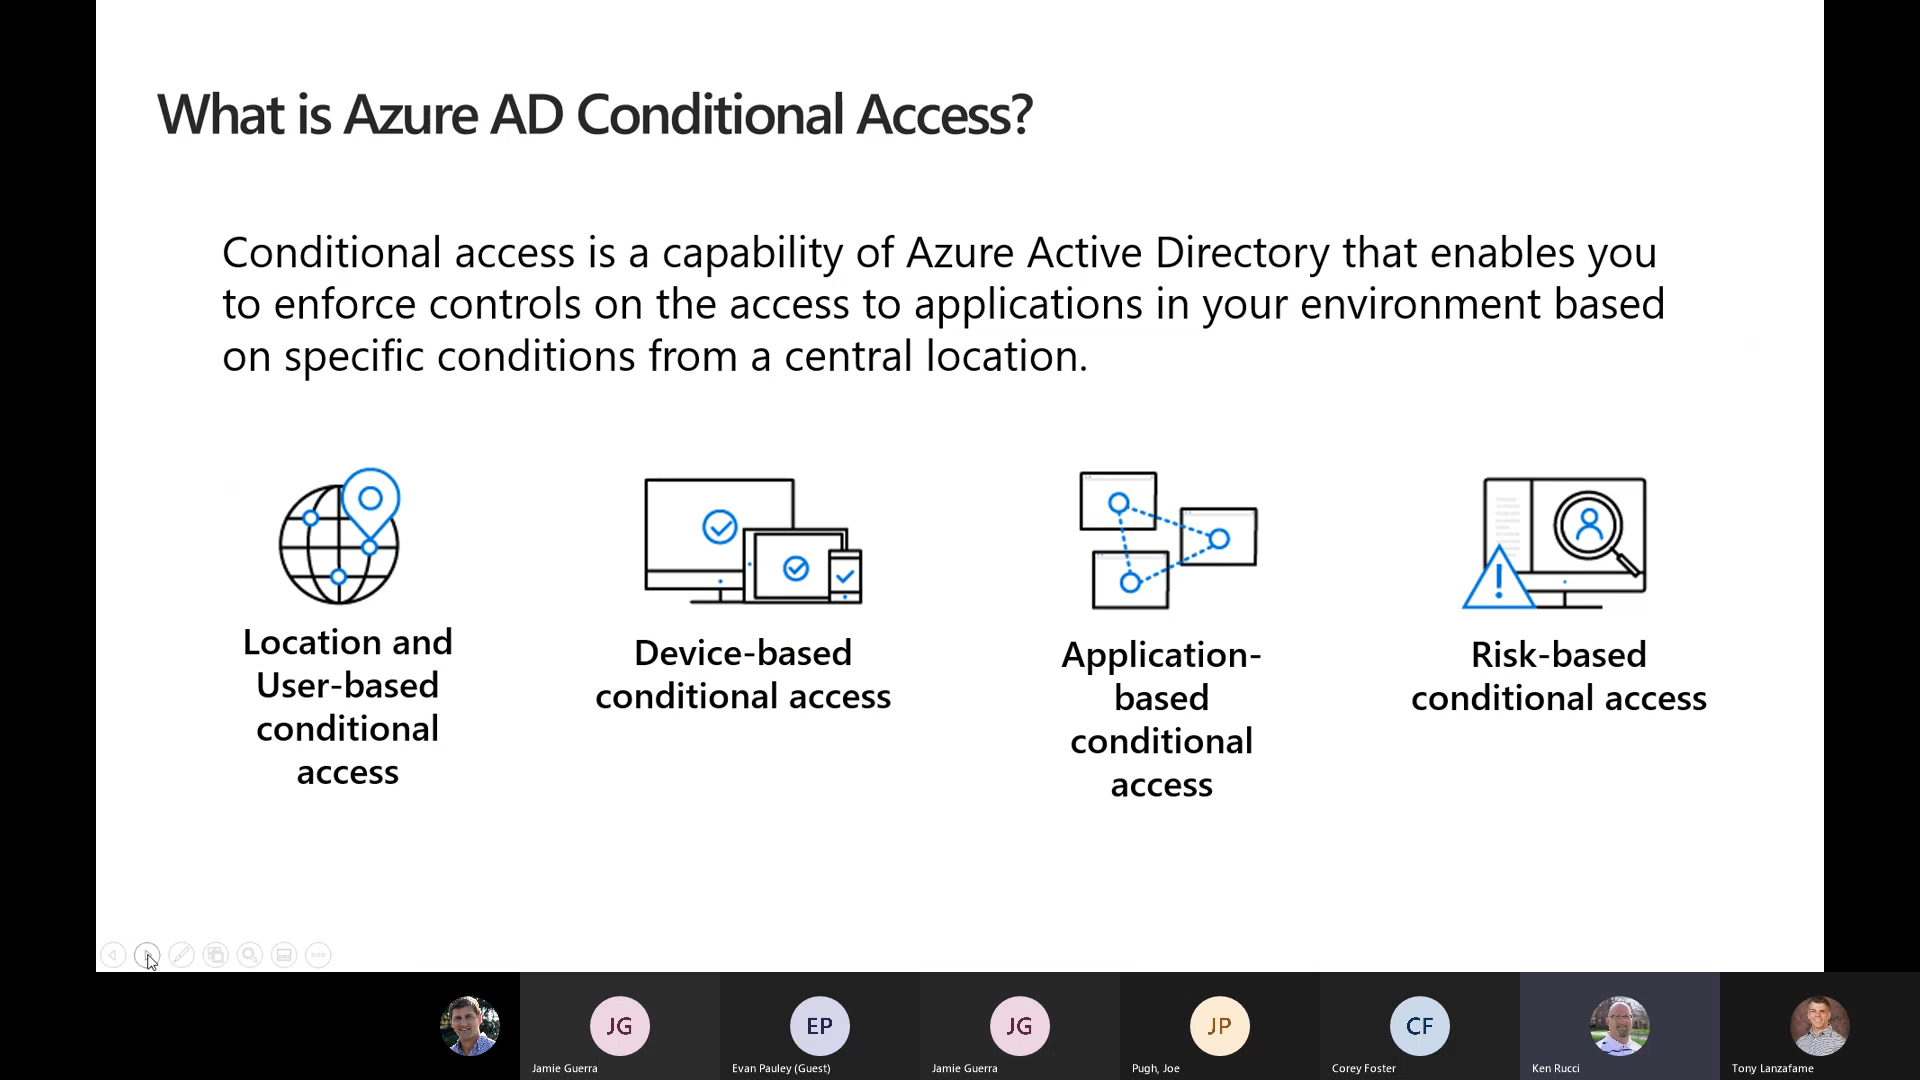 What is Azure AD Conditional Access?
Conditional access is a capability of Azure Active Directory that enables you
to enforce controls on the access to applications in your environment based
on specific conditions from a central location.
Location and
User-based
conditional
access
Device-based
conditional access
Application-
based
conditional
access
Risk-based
conditional access
JG
EP
JG
JP
CF
Jamie Guerra
Evan Pauley (Guest)
Jamie Guerra
Pugh, Joe
Corey Foster
Ken Rucci
Tony Lanzafame